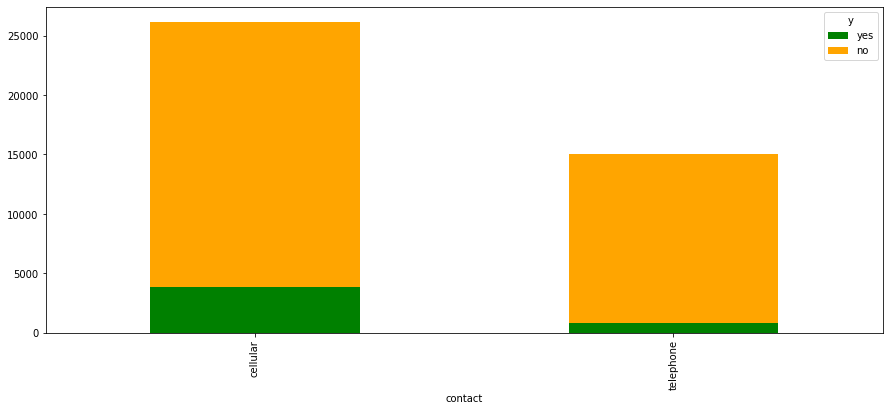 25000
20000
15000
10000
5000
0
y
yes
no
cellular
telephone
contact